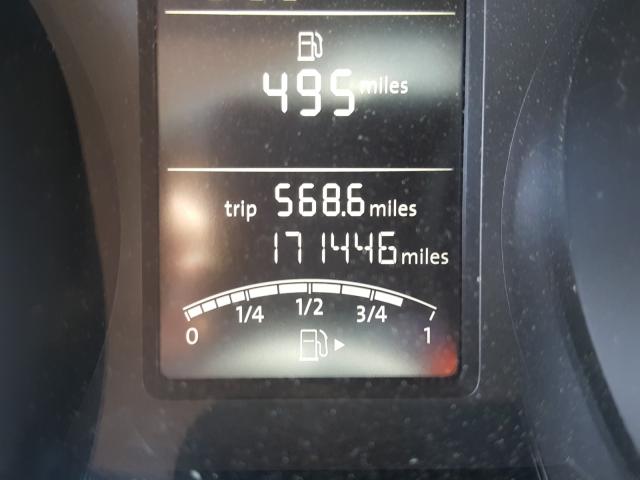 495 miles
trip 568.6 miles
171446 miles
0 1/4 1/2 3/4 1